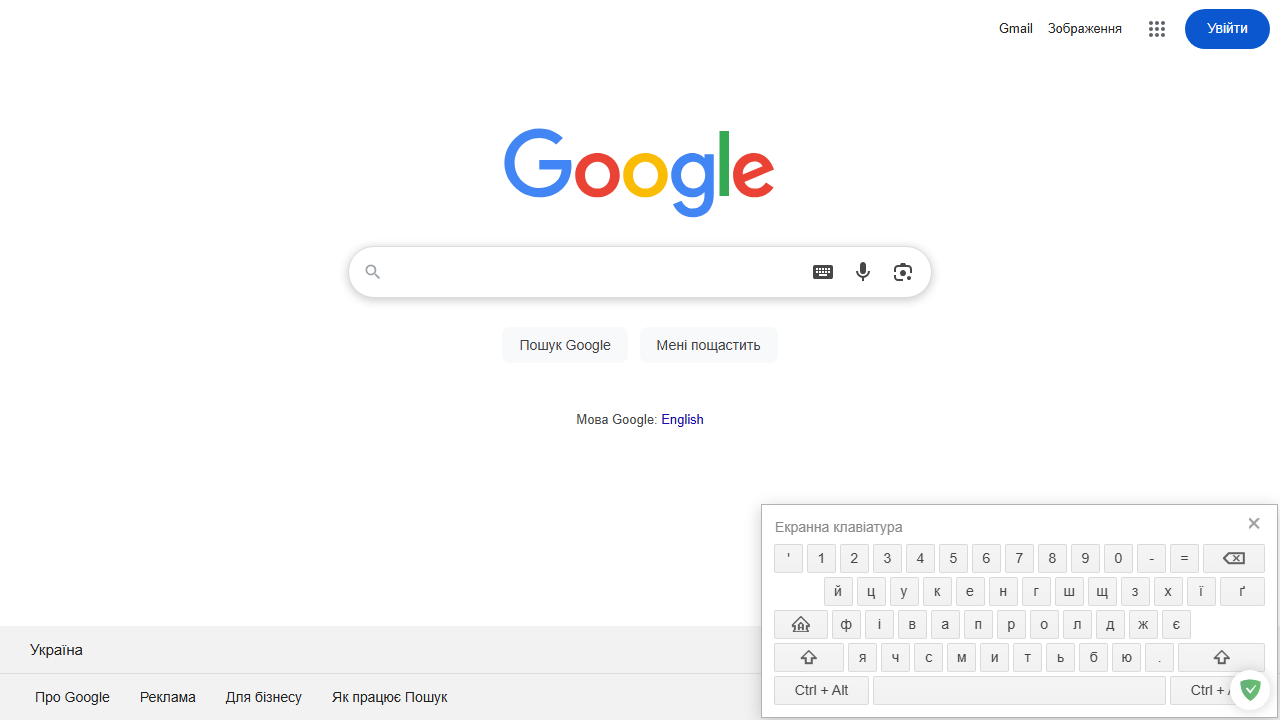 Gmail Зображення Увійти
Google
Пошук Google Мені пощастить
Мова Google: English
Екранна клавіатура
' 1 2 3 4 5 6 7 8 9 0 - =
й ц у к е н г ш щ з х ї ґ
ф і в а п р о л д ж є
я ч с м и т ь б ю .
Ctrl + Alt Ctrl +
Україна
Про Google Реклама Для бізнесу Як працює Пошук